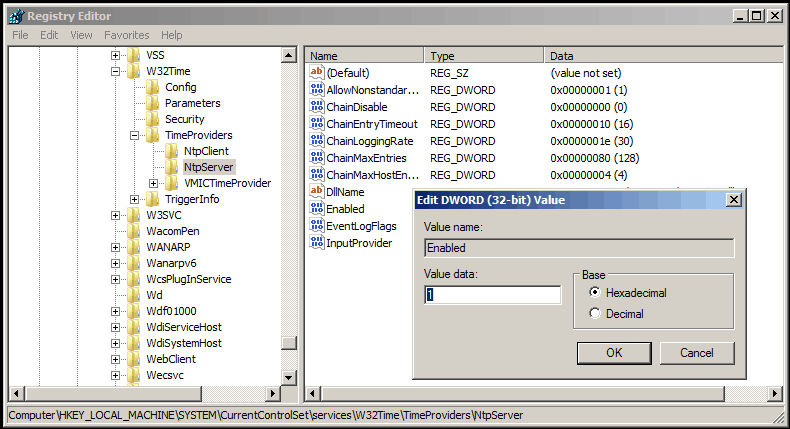 Registry Editor
File Edit View Favorites Help
VSS
W32Time
Config
Parameters
Security
TimeProviders
NtpClient
NtpServer
VMICTimeProvider
TriggerInfo
W3SVC
WacomPen
WANARP
Wanarpv6
WcsPlugInService
Wd
Wdf01000
WdiServiceHost
WdiSystemHost
WebClient
Wecsvc
Name Type Data
(Default) REG_SZ (value not set)
AllowNonstandar... REG_DWORD 0x00000001 (1)
ChainDisable REG_DWORD 0x00000000 (0)
ChainEntryTimeout REG_DWORD 0x00000010 (16)
ChainLoggingRate REG_DWORD 0x0000001e (30)
ChainMaxEntries REG_DWORD 0x00000080 (128)
ChainMaxHostEn... REG_DWORD 0x00000004 (4)
DllName
Enabled
EventLogFlags
InputProvider
Edit DWORD (32-bit) Value
Value name:
Enabled
Value data:
1
Base
Hexadecimal
Decimal
OK Cancel
Computer\HKEY_LOCAL_MACHINE\SYSTEM\CurrentControlSet\services\W32Time\TimeProviders\NtpServer